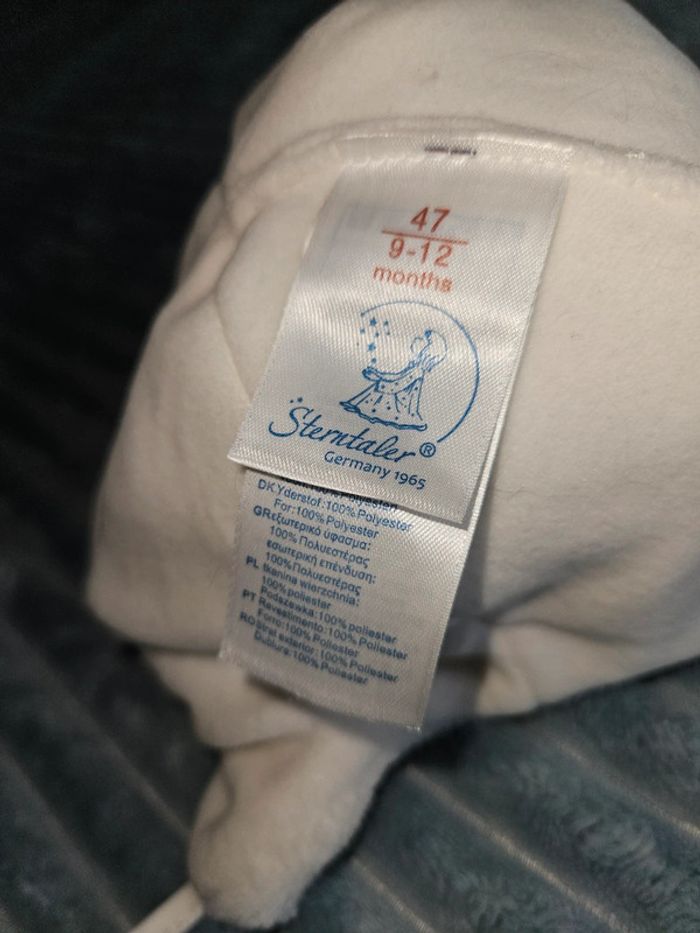 47
9-12
months
Sterntaler®
Germany 1965
DK Yderstof:100% Polyester
For:100% Polyester
GR εξωτερικό ύφασμα:
100% Πολυεστέρας
εσωτερική επένδυση:
100% Πολυεστέρας
PL tkanina wierzchnia:
100% poliester
Podszewka:100% poliester
PT Revestimento:100% Poliester
Forro:100% Poliester
RO Strat exterior:100% Poliester
Dublura:100% Poliester